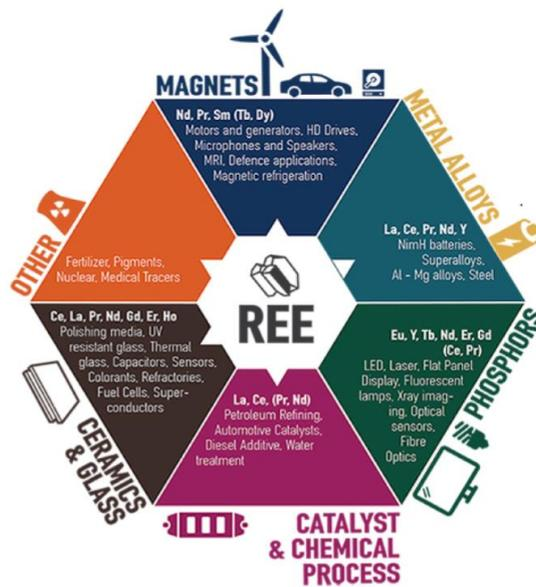 MAGNETS
Nd, Pr, Sm (Tb, Dy)
Motors and generators, HD Drives,
Microphones and Speakers,
MRI, Defence applications,
Magnetic refrigeration
METAL ALLOYS
La, Ce, Pr, Nd, Y
NimH batteries,
Superalloys,
Al - Mg alloys, Steel
OTHER
Fertilizer, Pigments,
Nuclear, Medical Tracers
REE
Ce, La, Pr, Nd, Gd, Er, Ho
Polishing media, UV
resistant glass, Thermal
glass, Capacitors, Sensors,
Colorants, Refractories,
Fuel Cells, Super-
conductors
CERAMICS
& GLASS
Eu, Y, Tb, Nd, Er, Gd
(Ce, Pr)
LED, Laser, Flat Panel
Display, Fluorescent
lamps, Xray imag-
ing, Optical
sensors,
Fibre
Optics
PHOSPHORS
La, Ce, (Pr, Nd)
Petroleum Refining,
Automotive Catalysts,
Diesel Additive, Water
treatment
CATALYST
& CHEMICAL
PROCESS